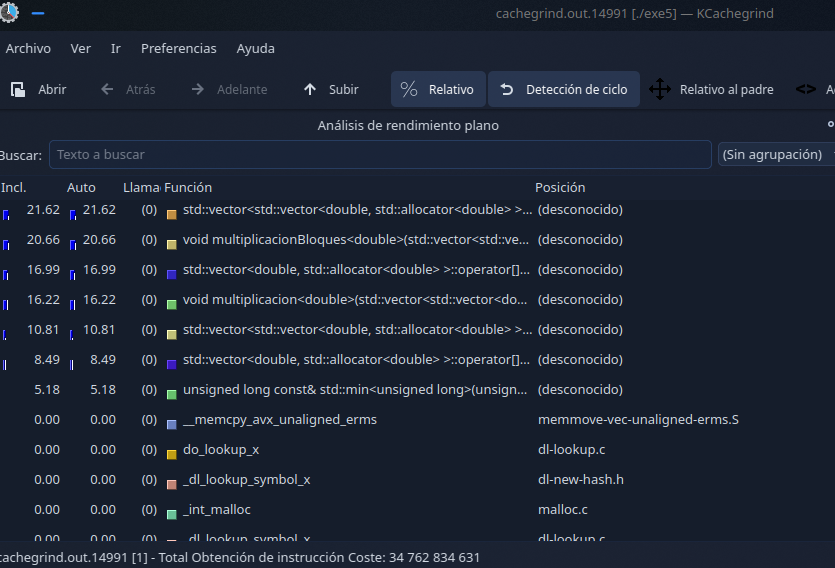 cachegrind.out.14991 [./exe5] — KCachegrind
Archivo Ver Ir Preferencias Ayuda
Abrir Atrás Adelante Subir Relativo Detección de ciclo Relativo al padre
Análisis de rendimiento plano
Buscar: Texto a buscar (Sin agrupación)
Incl. Auto Llama Función Posición
21.62 21.62 (0) std::vector<std::vector<double, std::allocator<double> >... (desconocido)
20.66 20.66 (0) void multiplicacionBloques<double>(std::vector<std::ve... (desconocido)
16.99 16.99 (0) std::vector<double, std::allocator<double> >::operator[]... (desconocido)
16.22 16.22 (0) void multiplicacion<double>(std::vector<std::vector<do... (desconocido)
10.81 10.81 (0) std::vector<std::vector<double, std::allocator<double> >... (desconocido)
8.49 8.49 (0) std::vector<double, std::allocator<double> >::operator[]... (desconocido)
5.18 5.18 (0) unsigned long const& std::min<unsigned long>(unsign... (desconocido)
0.00 0.00 (0) __memcpy_avx_unaligned_erms memmove-vec-unaligned-erms.S
0.00 0.00 (0) do_lookup_x dl-lookup.c
0.00 0.00 (0) _dl_lookup_symbol_x dl-new-hash.h
0.00 0.00 (0) _int_malloc malloc.c
0.00 0.00 (0) _dl_lookup_symbol_x dl-lookup.c
cachegrind.out.14991 [1] - Total Obtención de instrucción Coste: 34 762 834 631